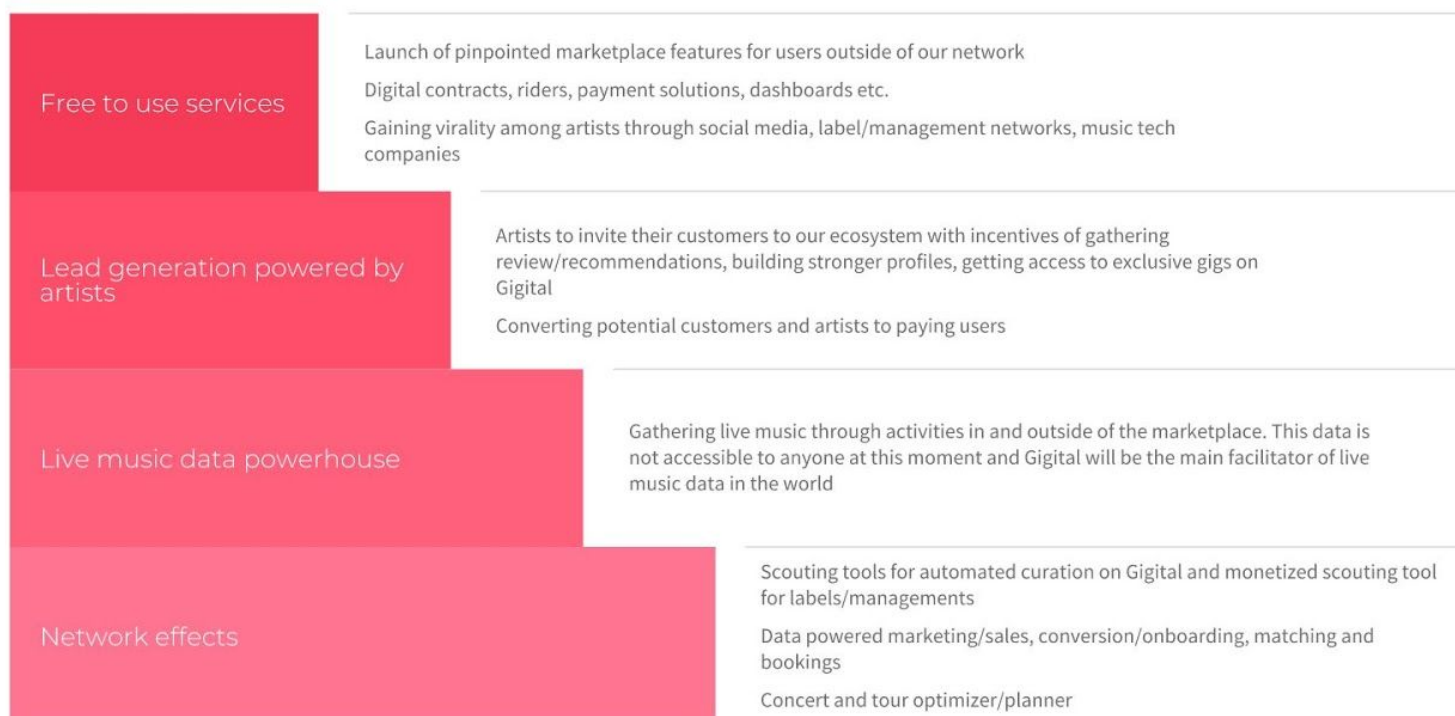 Free to use services
Launch of pinpointed marketplace features for users outside of our network
Digital contracts, riders, payment solutions, dashboards etc.
Gaining virality among artists through social media, label/management networks, music tech
companies
Lead generation powered by
artists
Artists to invite their customers to our ecosystem with incentives of gathering
review/recommendations, building stronger profiles, getting access to exclusive gigs on
Gigital
Converting potential customers and artists to paying users
Live music data powerhouse
Gathering live music through activities in and outside of the marketplace. This data is
not accessible to anyone at this moment and Gigital will be the main facilitator of live
music data in the world
Network effects
Scouting tools for automated curation on Gigital and monetized scouting tool
for labels/managements
Data powered marketing/sales, conversion/onboarding, matching and
bookings
Concert and tour optimizer/planner